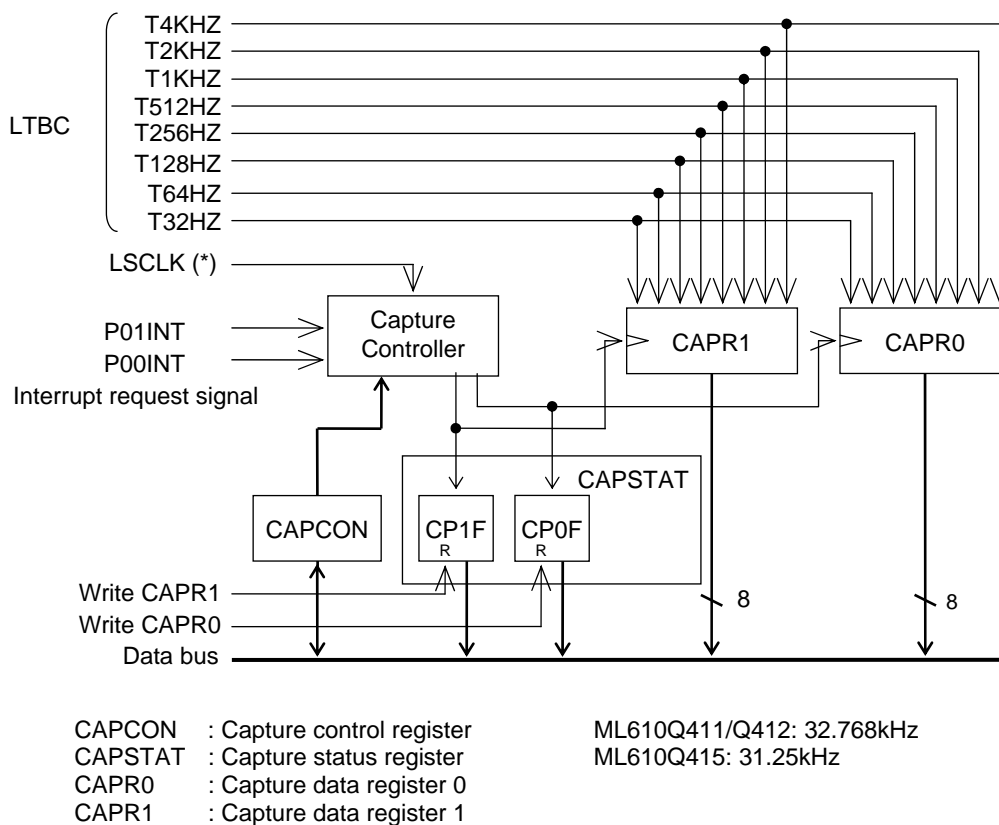 T4KHZ
T2KHZ
T1KHZ
T512HZ
LTBC
T256HZ
T128HZ
T64HZ
T32HZ
LSCLK (*)
P01INT
P00INT
Interrupt request signal
Capture
Controller
CAPR1
CAPR0
CAPSTAT
CAPCON
CP1F
R
CP0F
R
Write CAPR1
Write CAPR0
Data bus
8
8
CAPCON : Capture control register
CAPSTAT : Capture status register
CAPR0 : Capture data register 0
CAPR1 : Capture data register 1
ML610Q411/Q412: 32.768kHz
ML610Q415: 31.25kHz